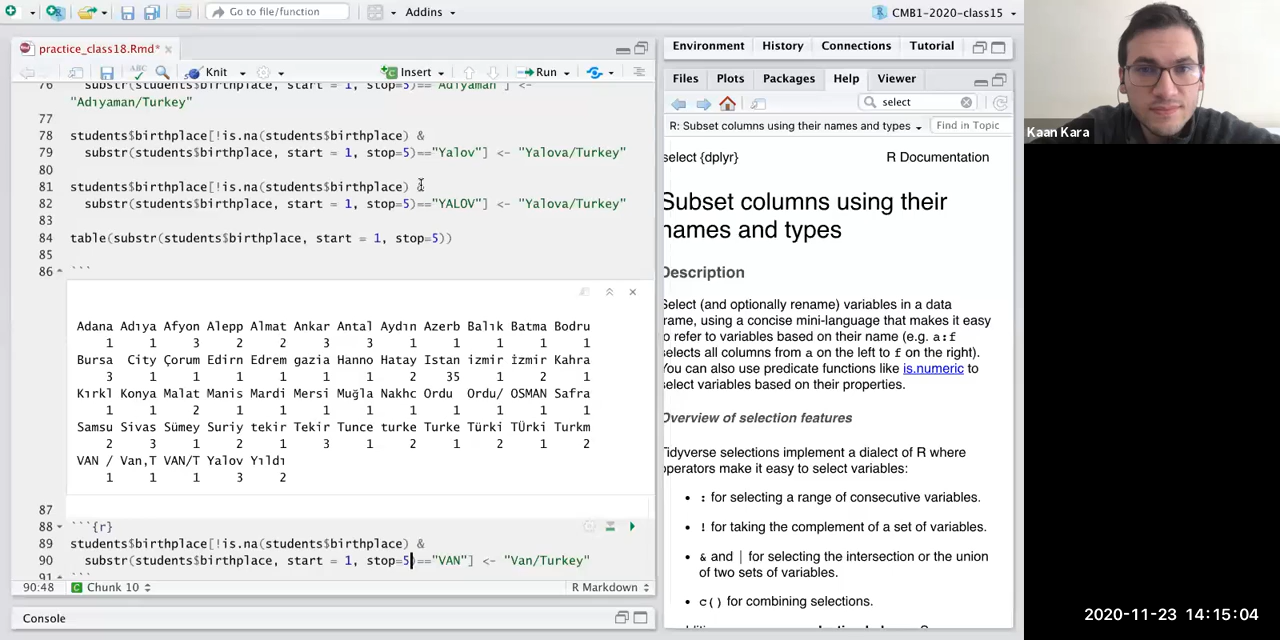 Go to file/function
Addins
CMB1-2020-class15
practice_class18.Rmd*
ABC
Knit
Insert
Run
76 substr(students$birthplace, start = 1, stop=5)=="Adıyaman"] <-
"Adıyaman/Turkey"
77
78 students$birthplace[!is.na(students$birthplace) &
79 substr(students$birthplace, start = 1, stop=5)=="Yalov"] <- "Yalova/Turkey"
80
81 students$birthplace[!is.na(students$birthplace) &
82 substr(students$birthplace, start = 1, stop=5)=="YALOV"] <- "Yalova/Turkey"
83
84 table(substr(students$birthplace, start = 1, stop=5))
85
86 ```
Adana Adıya Afyon Alepp Almat Ankar Antal Aydın Azerb Balık Batma Bodru
1 1 3 2 2 3 3 1 1 1 1 1
Bursa City Çorum Edirn Edrem gazia Hanno Hatay Istan izmir İzmir Kahra
3 1 1 1 1 1 1 2 35 1 2 1
Kırkl Konya Malat Manis Mardi Mersi Muğla Nakhc Ordu Ordu/ OSMAN Safra
1 1 2 1 1 1 1 1 1 1 1 1
Samsu Sivas Sümey Suriy tekir Tekir Tunce turke Turke Türki TÜrki Turkm
2 3 1 2 1 3 1 2 1 2 1 2
VAN / Van,T VAN/T Yalov Yıldı
1 1 1 3 2
87
88 ```{r}
89 students$birthplace[!is.na(students$birthplace) &
90 substr(students$birthplace, start = 1, stop=5)=="VAN"] <- "Van/Turkey"
91 ```
90:48 Chunk 10 R Markdown
Console
Environment History Connections Tutorial
Files Plots Packages Help Viewer
select
R: Subset columns using their names and types Find in Topic
select {dplyr} R Documentation
Subset columns using their
names and types
Description
Select (and optionally rename) variables in a data
frame, using a concise mini-language that makes it easy
to refer to variables based on their name (e.g. a:f
selects all columns from a on the left to f on the right).
You can also use predicate functions like is.numeric to
select variables based on their properties.
Overview of selection features
Tidyverse selections implement a dialect of R where
operators make it easy to select variables:
• : for selecting a range of consecutive variables.
• ! for taking the complement of a set of variables.
• & and | for selecting the intersection or the union
of two sets of variables.
• c() for combining selections.
Kaan Kara
2020-11-23 14:15:04